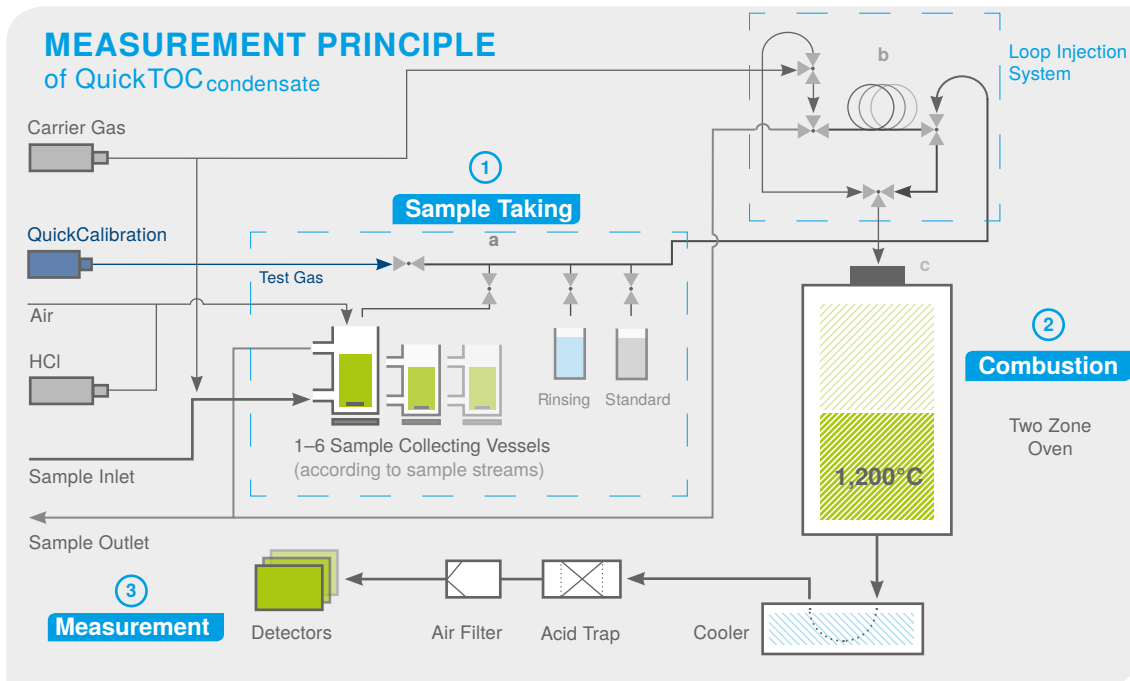 MEASUREMENT PRINCIPLE
of QuickTOCcondensate
b
Loop Injection
System
Carrier Gas
1
Sample Taking
QuickCalibration
a
Test Gas
c
Air
2
HCl
Combustion
Rinsing
Standard
Two Zone
Oven
1–6 Sample Collecting Vessels
(according to sample streams)
Sample Inlet
1,200°C
Sample Outlet
3
Measurement
Detectors
Air Filter
Acid Trap
Cooler